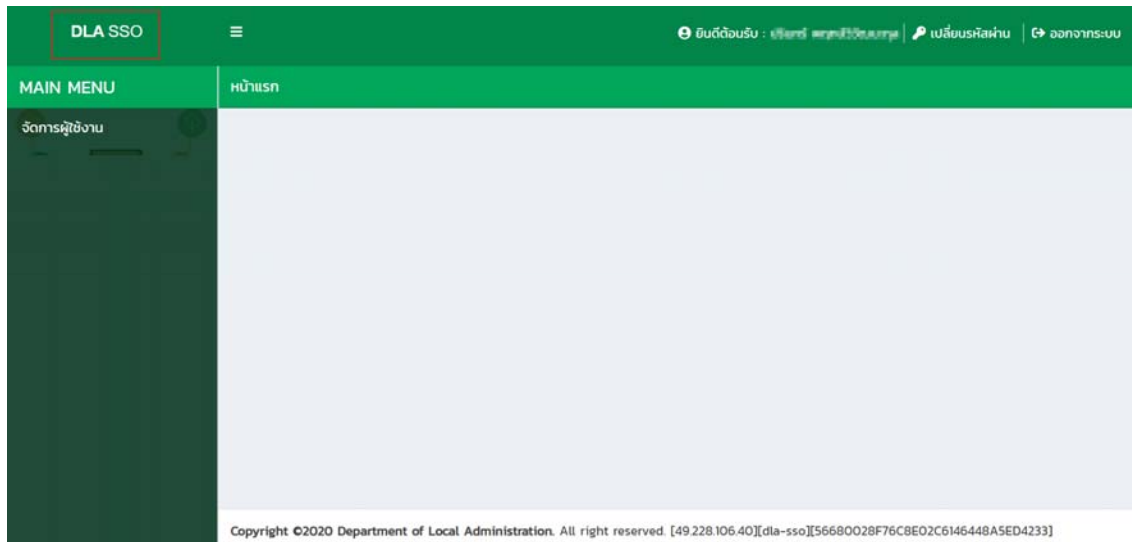 DLA SSO
ยินดีต้อนรับ :
เปลี่ยนรหัสผ่าน
ออกจากระบบ
MAIN MENU
หน้าแรก
จัดการผู้ใช้งาน
Copyright ©2020 Department of Local Administration. All right reserved. [49.228.106.40][dla-sso][56680028F76C8E02C6146448A5ED4233]